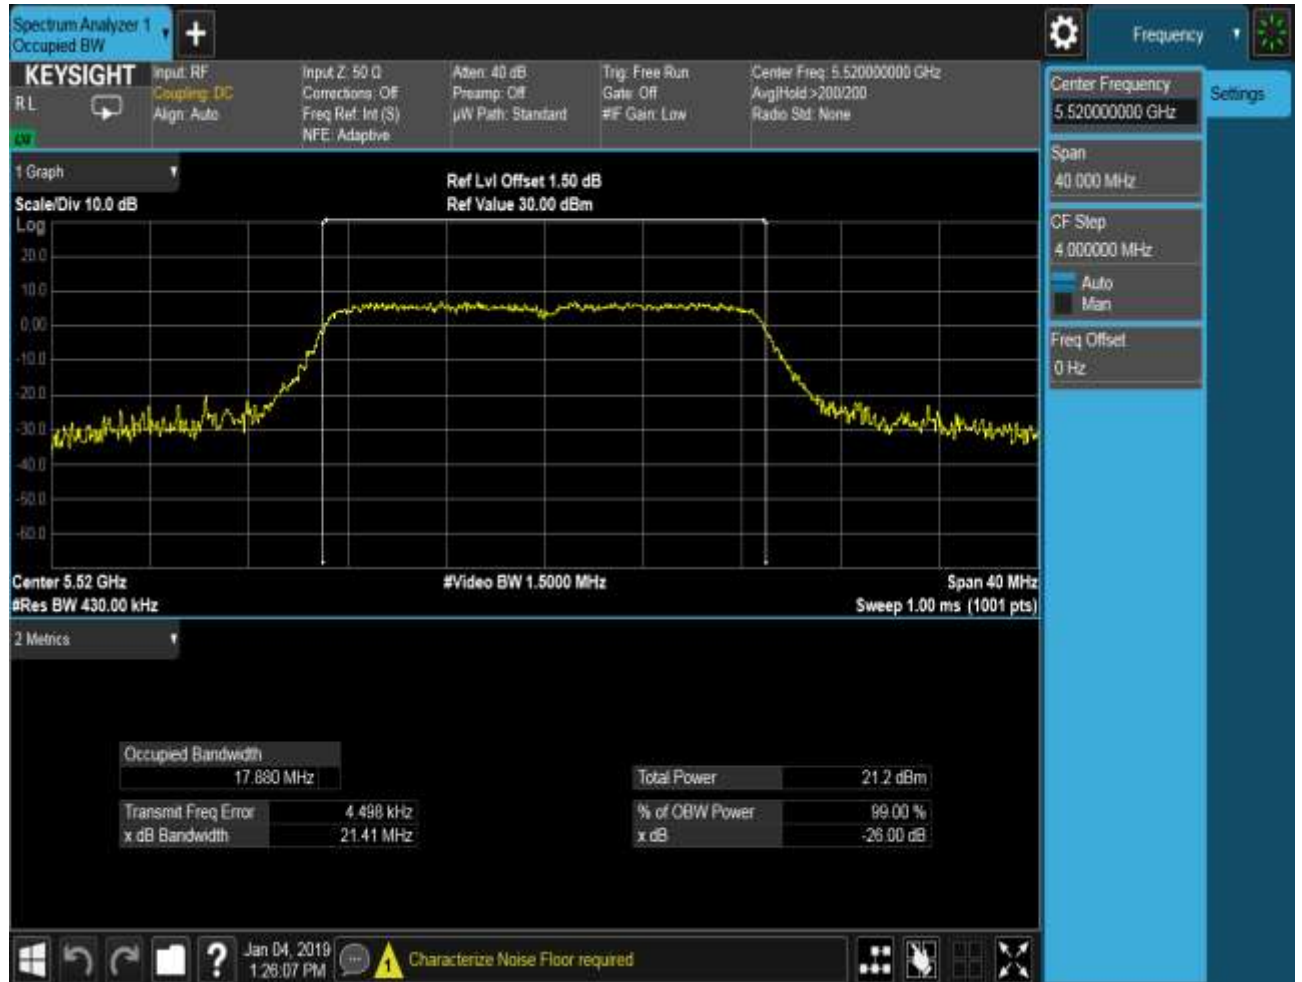 Spectrum Analyzer 1
Occupied BW
+
Frequency
KEYSIGHT
RL
Input: RF
Coupling: DC
Align: Auto
Input Z: 50 Ω
Corrections: Off
Freq Ref: Int (S)
NFE: Adaptive
Atten: 40 dB
Preamp: Off
µW Path: Standard
Trig: Free Run
Gate: Off
#IF Gain: Low
Center Freq: 5.520000000 GHz
Avg|Hold:>200/200
Radio Std: None
Center Frequency
5.520000000 GHz
Settings
Span
40.000 MHz
CF Step
4.000000 MHz
Auto
Man
Freq Offset
0 Hz
1 Graph
Scale/Div 10.0 dB
Ref Lvl Offset 1.50 dB
Ref Value 30.00 dBm
Log
20.0
10.0
0.00
-10.0
-20.0
-30.0
-40.0
-50.0
-60.0
Center 5.52 GHz
#Video BW 1.5000 MHz
Span 40 MHz
#Res BW 430.00 kHz
Sweep 1.00 ms (1001 pts)
2 Metrics
Occupied Bandwidth
17.880 MHz
Total Power 21.2 dBm
Transmit Freq Error 4.498 kHz
% of OBW Power 99.00 %
x dB Bandwidth 21.41 MHz
x dB -26.00 dB
?
Jan 04, 2019
1:26:07 PM
1
Characterize Noise Floor required